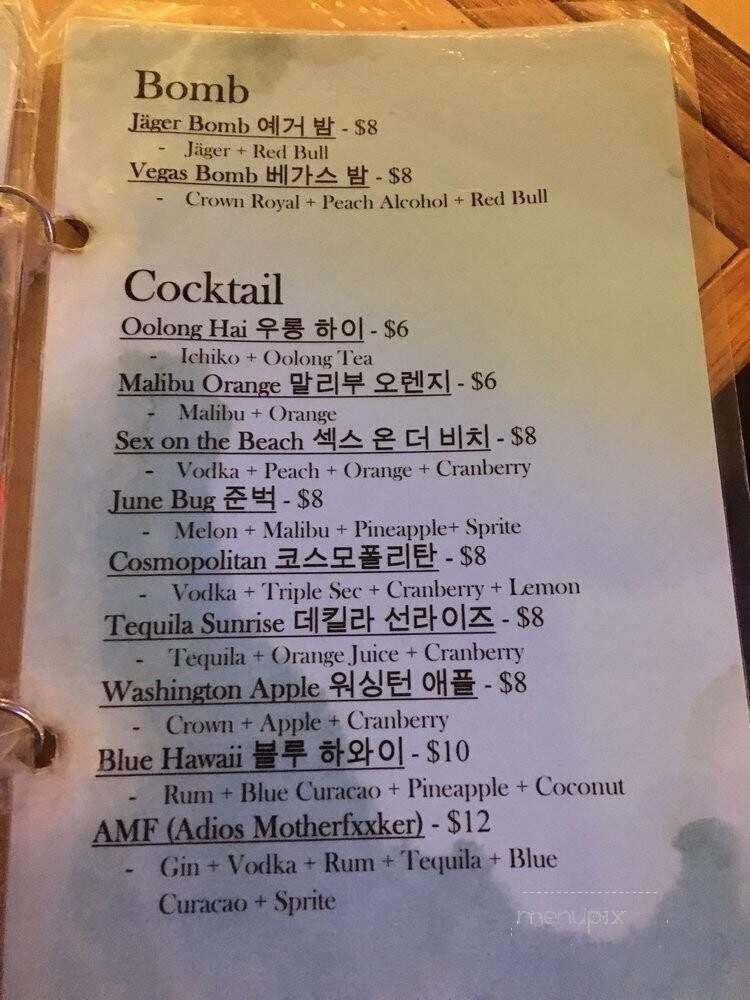 Bomb
Jäger Bomb 예거 밤 - $8
- Jäger + Red Bull
Vegas Bomb 베가스 밤 - $8
- Crown Royal + Peach Alcohol + Red Bull
Cocktail
Oolong Hai 우롱 하이 - $6
- Ichiko + Oolong Tea
Malibu Orange 말리부 오렌지 - $6
- Malibu + Orange
Sex on the Beach 섹스 온 더 비치 - $8
- Vodka + Peach + Orange + Cranberry
June Bug 준벅 - $8
- Melon + Malibu + Pineapple+ Sprite
Cosmopolitan 코스모폴리탄 - $8
- Vodka + Triple Sec + Cranberry + Lemon
Tequila Sunrise 데킬라 선라이즈 - $8
- Tequila + Orange Juice + Cranberry
Washington Apple 워싱턴 애플 - $8
- Crown + Apple + Cranberry
Blue Hawaii 블루 하와이 - $10
- Rum + Blue Curacao + Pineapple + Coconut
AMF (Adios Motherfxxker) - $12
- Gin + Vodka + Rum + Tequila + Blue
Curacao + Sprite
menupix